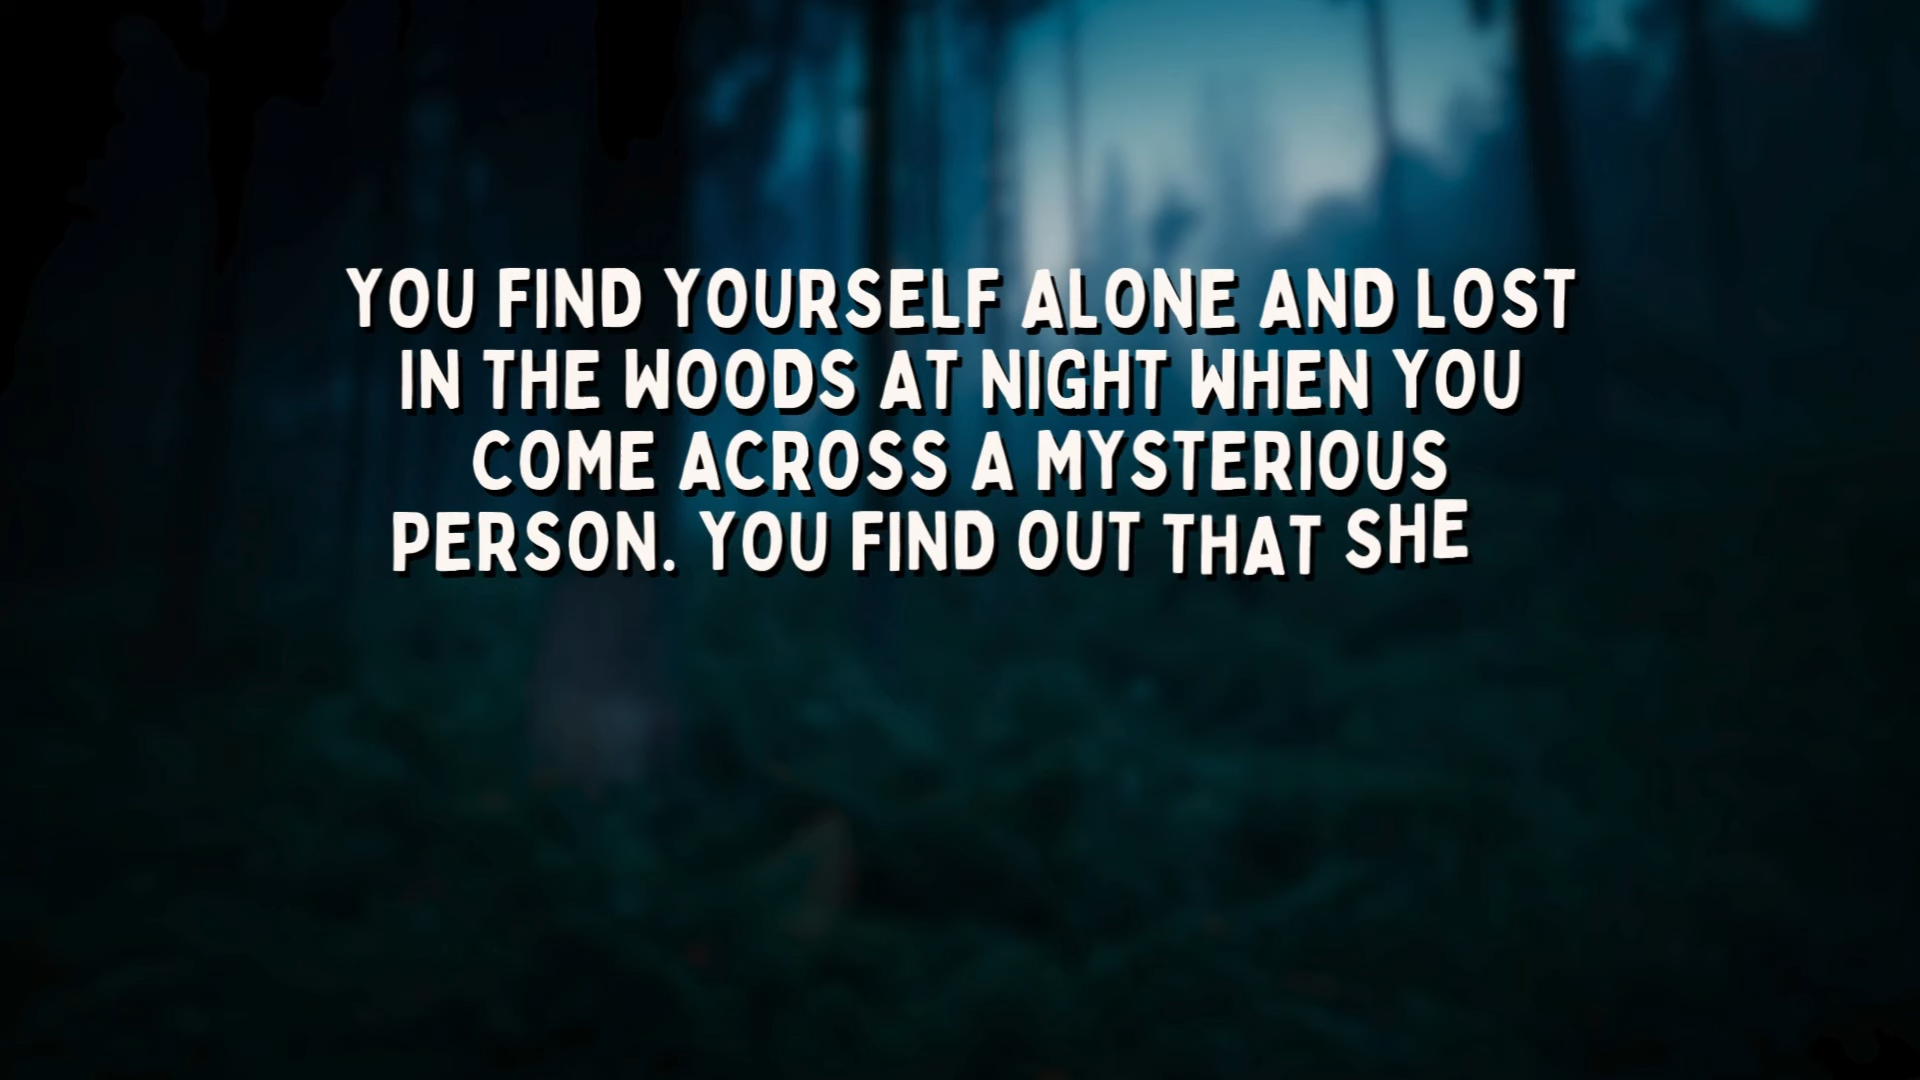 YOU FIND YOURSELF ALONE AND LOST
IN THE WOODS AT NIGHT WHEN YOU
COME ACROSS A MYSTERIOUS
PERSON. YOU FIND OUT THAT SHE